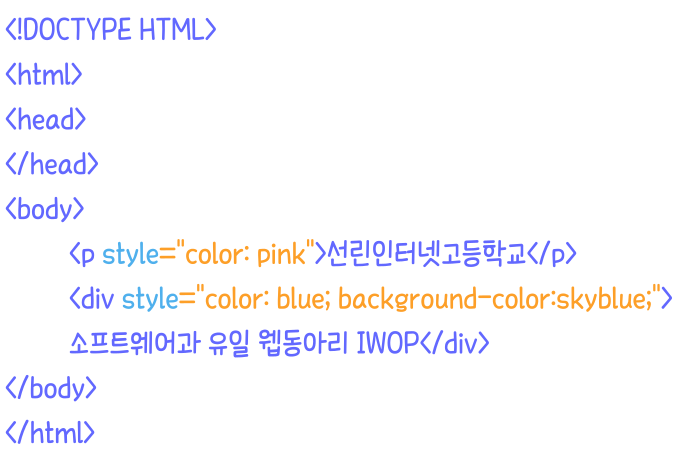 <!DOCTYPE HTML>
<html>
<head>
</head>
<body>
<p style="color: pink">선린인터넷고등학교</p>
<div style="color: blue; background-color:skyblue;">
소프트웨어과 유일 웹동아리 IWOP</div>
</body>
</html>